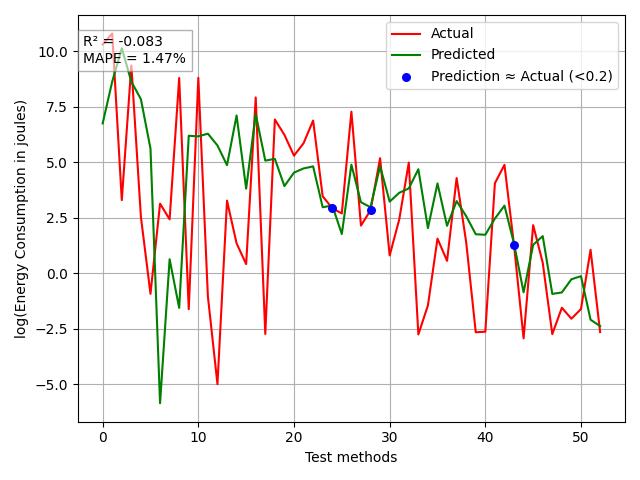 R² = -0.083
MAPE = 1.47%
Actual
Predicted
Prediction ≈ Actual (<0.2)
log(Energy Consumption in joules)
10.0
7.5
5.0
2.5
0.0
−2.5
−5.0
0 10 20 30 40 50
Test methods